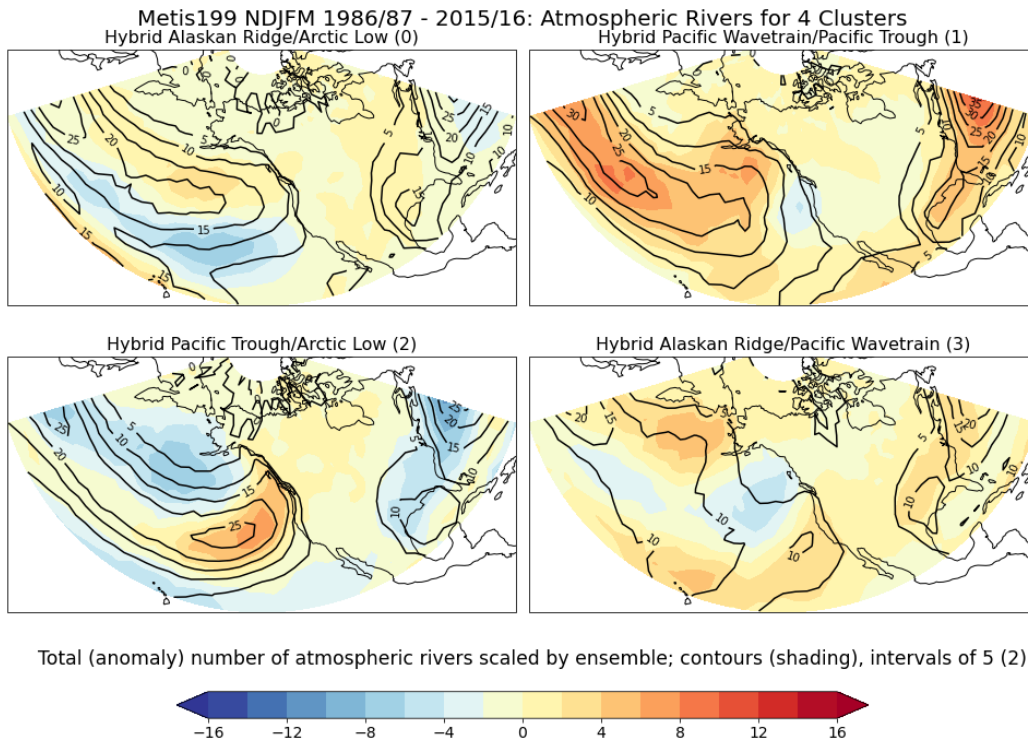 Metis199 NDJFM 1986/87 - 2015/16: Atmospheric Rivers for 4 Clusters
Hybrid Alaskan Ridge/Arctic Low (0)
Hybrid Pacific Wavetrain/Pacific Trough (1)
Hybrid Pacific Trough/Arctic Low (2)
Hybrid Alaskan Ridge/Pacific Wavetrain (3)
Total (anomaly) number of atmospheric rivers scaled by ensemble; contours (shading), intervals of 5 (2)
−16 −12 −8 −4 0 4 8 12 16